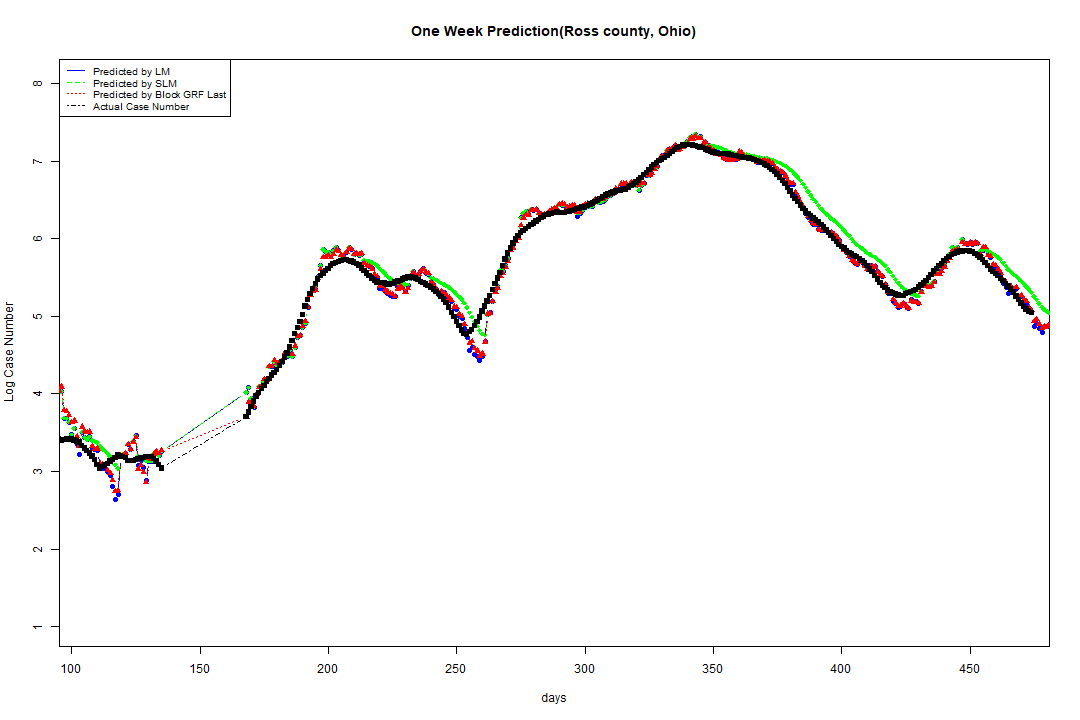 One Week Prediction(Ross county, Ohio)
Predicted by LM
Predicted by SLM
Predicted by Block GRF Last
Actual Case Number
8
7
6
5
4
3
2
1
Log Case Number
100 150 200 250 300 350 400 450
days